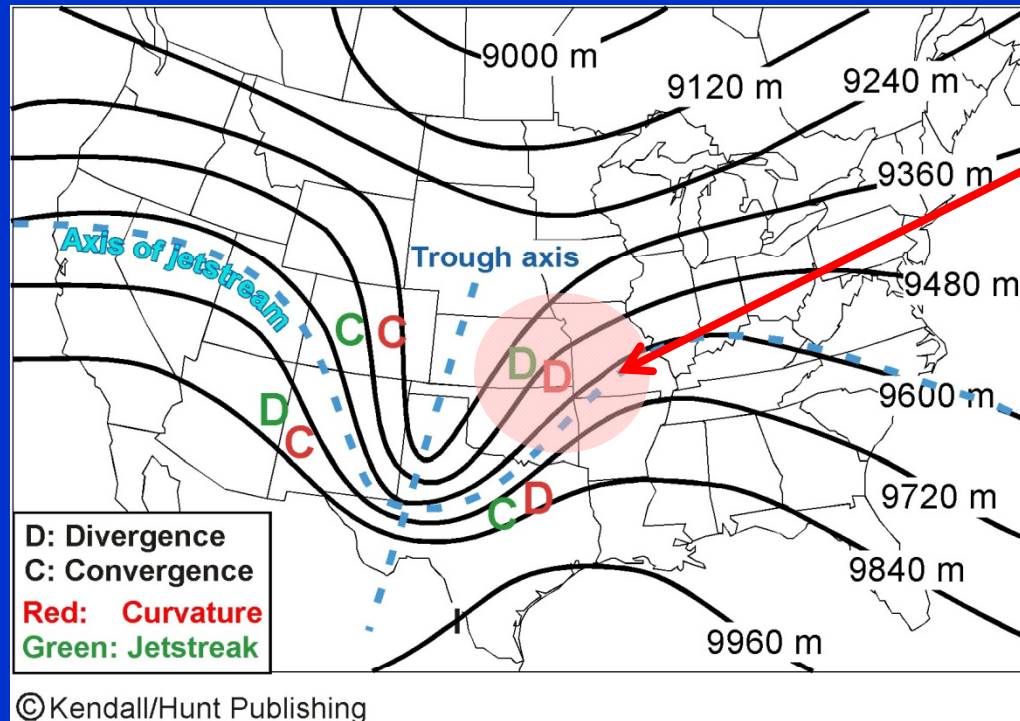 9000 m
9120 m
9240 m
9360 m
Axis of jetstream
Trough axis
9480 m
C C
D D
9600 m
D
C
D
C
9720 m
D: Divergence
C: Convergence
Red: Curvature
Green: Jetstreak
9840 m
9960 m
© Kendall/Hunt Publishing